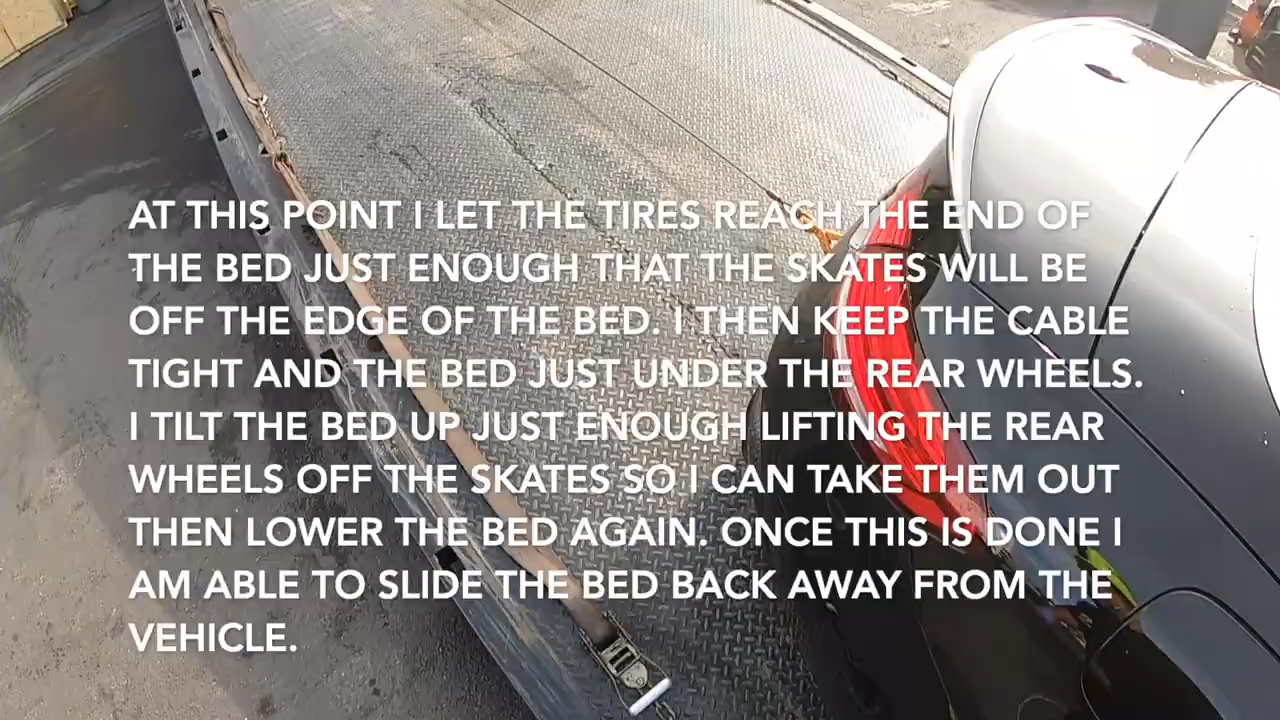 AT THIS POINT I LET THE TIRES REACH THE END OF
THE BED JUST ENOUGH THAT THE SKATES WILL BE
OFF THE EDGE OF THE BED. I THEN KEEP THE CABLE
TIGHT AND THE BED JUST UNDER THE REAR WHEELS.
I TILT THE BED UP JUST ENOUGH LIFTING THE REAR
WHEELS OFF THE SKATES SO I CAN TAKE THEM OUT
THEN LOWER THE BED AGAIN. ONCE THIS IS DONE I
AM ABLE TO SLIDE THE BED BACK AWAY FROM THE
VEHICLE.